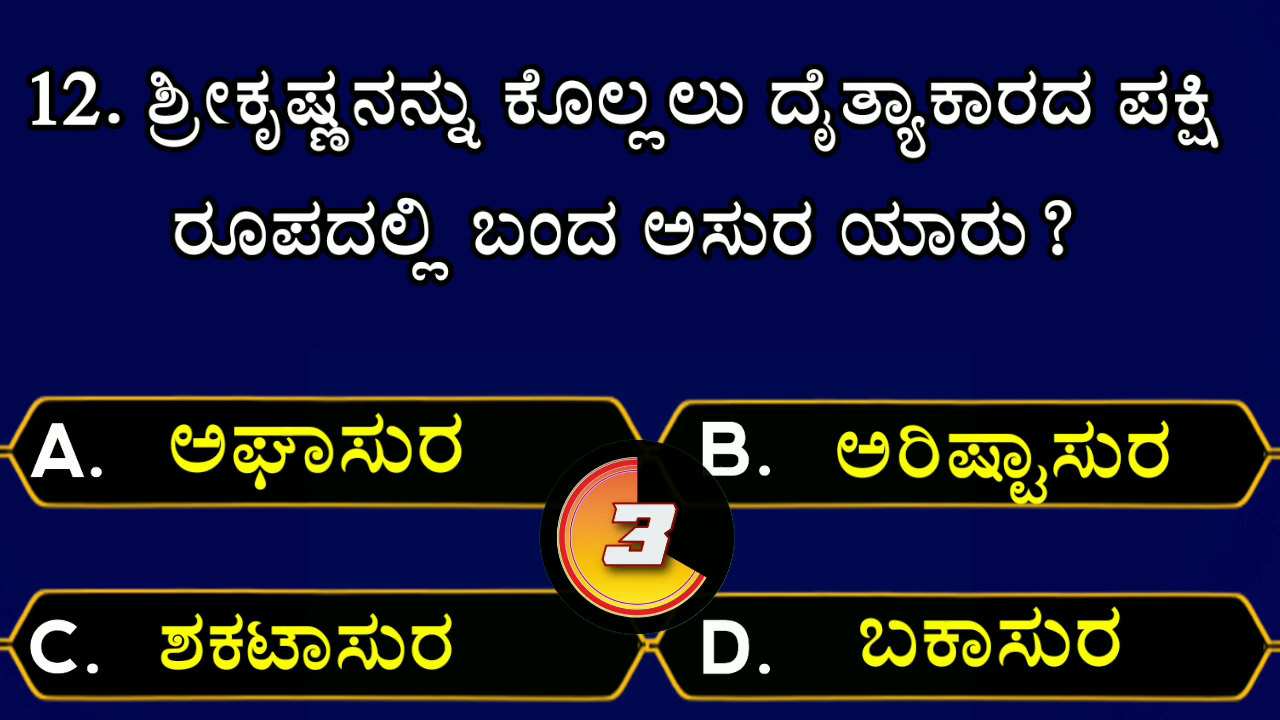 12. ಶ್ರೀಕೃಷ್ಣನನ್ನು ಕೊಲ್ಲಲು ದೈತ್ಯಾಕಾರದ ಪಕ್ಷಿ
ರೂಪದಲ್ಲಿ ಬಂದ ಅಸುರ ಯಾರು?
A. ಅಘಾಸುರ
B. ಅರಿಷ್ಟಾಸುರ
3
C. ಶಕಟಾಸುರ
D. ಬಕಾಸುರ